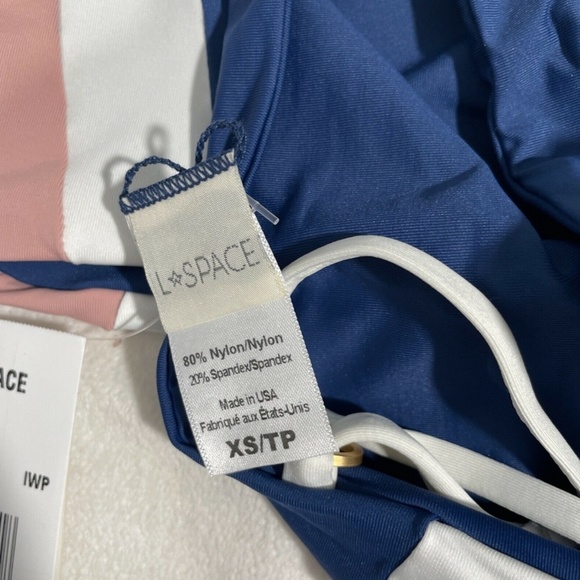 L*SPACE
80% Nylon/Nylon
20% Spandex/Spandex
Made in USA
Fabriqué aux États-Unis
XS/TP
ACE
IWP